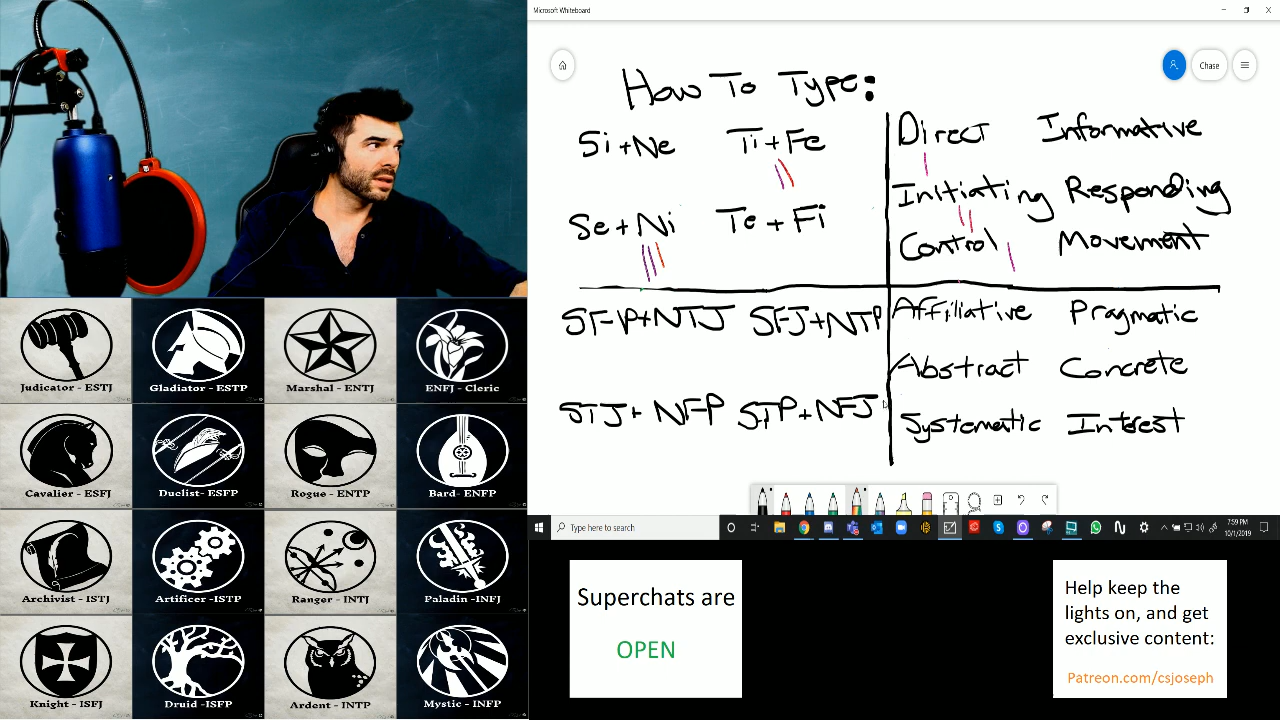 Microsoft Whiteboard
Chase
How To Type:
Si+Ne Ti+Fe
Se+Ni Te+Fi
SFP+NTJ SFJ+NTP
STJ+NFP STP+NFJ
Direct Informative
Initiating Responding
Control Movement
Affiliative Pragmatic
Abstract Concrete
Systematic Interest
Type here to search
7:59 PM
10/1/2019
Judicator - ESTJ
Gladiator - ESTP
Marshal - ENTJ
ENFJ - Cleric
Cavalier - ESFJ
Duelist- ESFP
Rogue - ENTP
Bard- ENFP
Archivist - ISTJ
Artificer -ISTP
Ranger - INTJ
Paladin -INFJ
Knight - ISFJ
Druid -ISFP
Ardent - INTP
Mystic - INFP
Superchats are
OPEN
Help keep the
lights on, and get
exclusive content:
Patreon.com/csjoseph